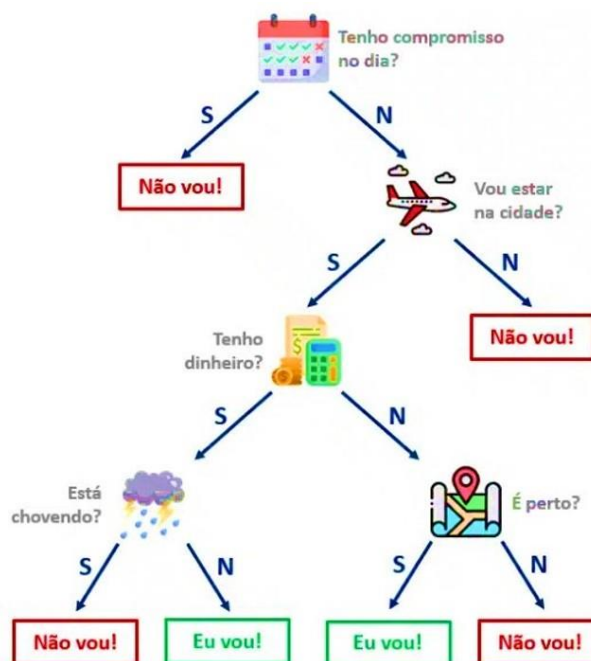 Tenho compromisso
no dia?
S
N
Não vou!
Vou estar
na cidade?
S
N
Tenho
dinheiro?
$
Não vou!
S
N
Está
chovendo?
É perto?
S
N
S
N
Não vou!
Eu vou!
Eu vou!
Não vou!